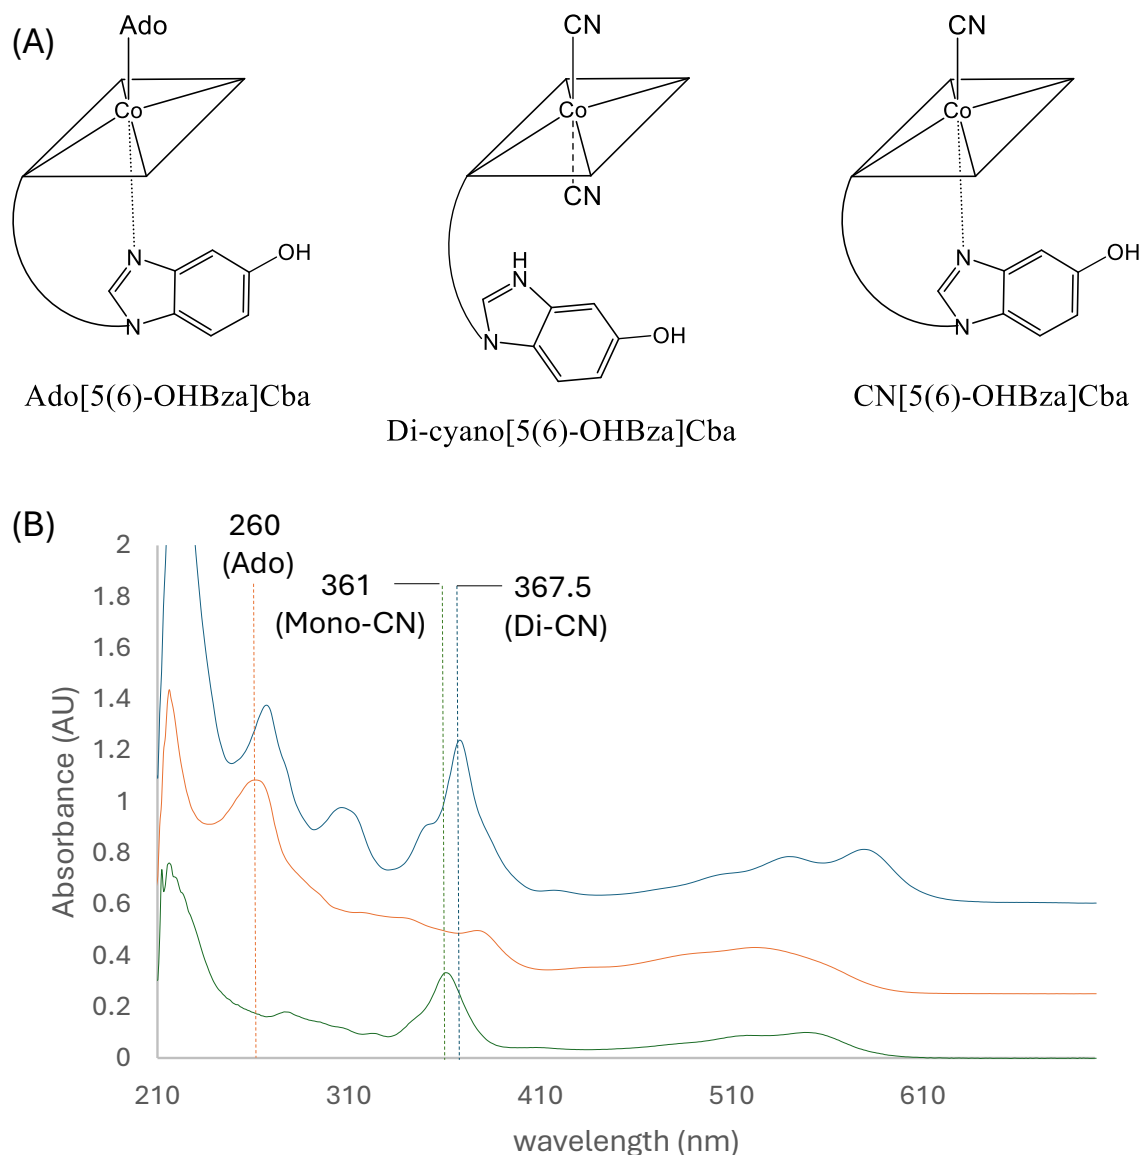 (A)
Ado
Co
N
N
OH
Ado[5(6)-OHBza]Cba
CN
Co
CN
H
N
N
OH
Di-cyano[5(6)-OHBza]Cba
CN
Co
N
N
OH
CN[5(6)-OHBza]Cba
(B)
260
(Ado)
361
(Mono-CN)
367.5
(Di-CN)
Absorbance (AU)
2
1.8
1.6
1.4
1.2
1
0.8
0.6
0.4
0.2
0
210
310
410
510
610
wavelength (nm)